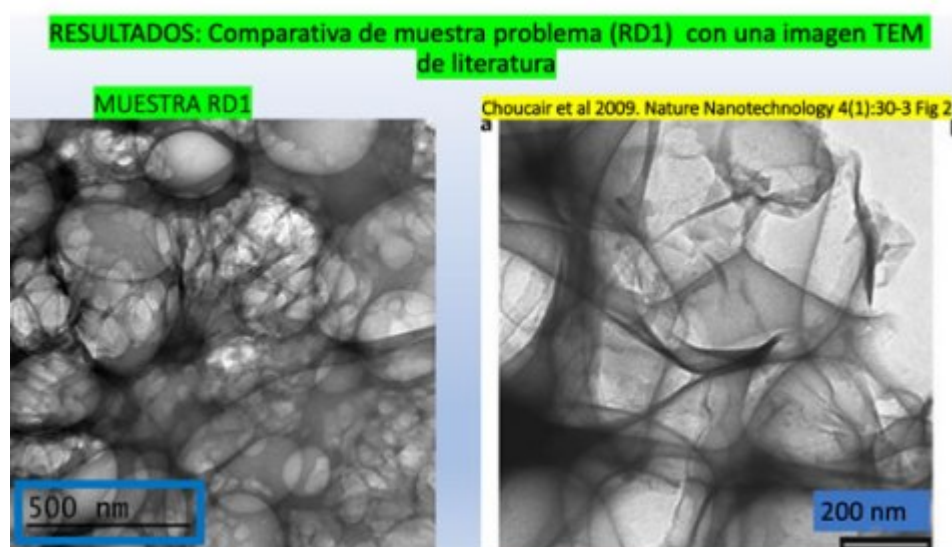 RESULTADOS: Comparativa de muestra problema (RD1) con una imagen TEM
de literatura
MUESTRA RD1
Choucair et al 2009. Nature Nanotechnology 4(1):30-3 Fig 2
a
500 nm
200 nm